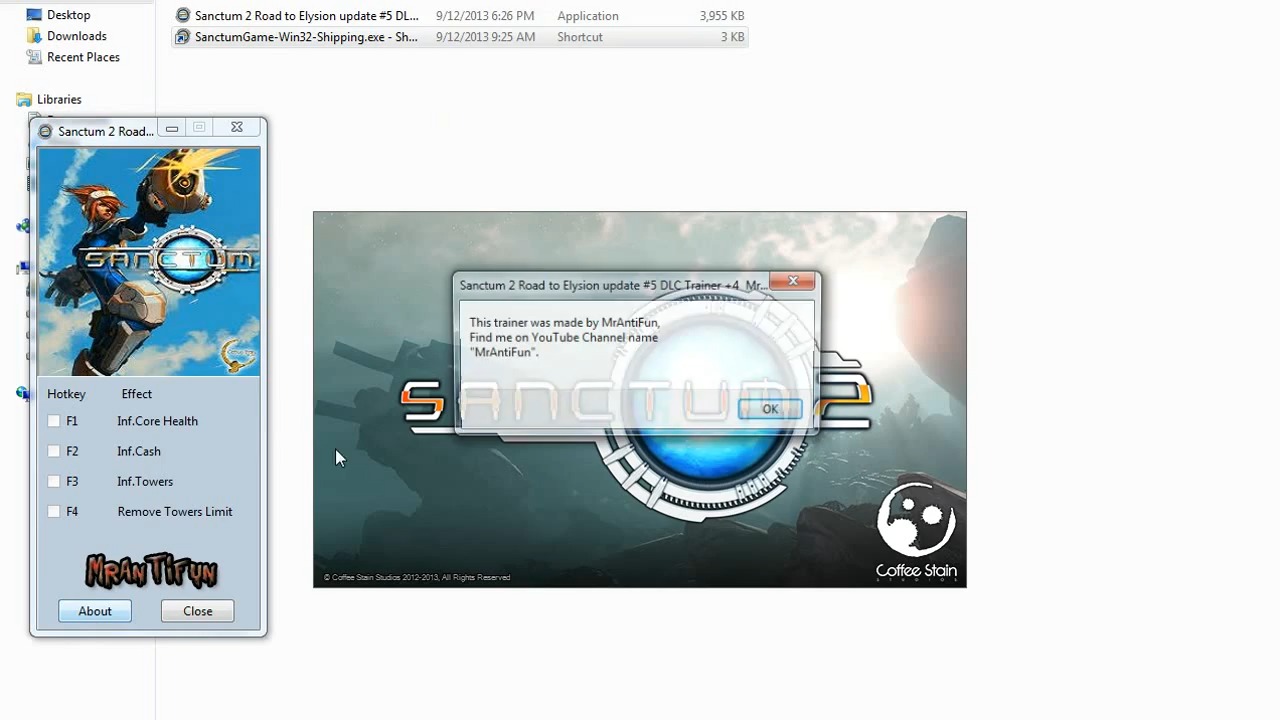 Desktop
Downloads
Recent Places
Libraries
Sanctum 2 Road to Elysion update #5 DL... 9/12/2013 6:26 PM Application 3,955 KB
SanctumGame-Win32-Shipping.exe - Sh... 9/12/2013 9:25 AM Shortcut 3 KB
Sanctum 2 Road...
SANCTUM
Hotkey Effect
F1 Inf.Core Health
F2 Inf.Cash
F3 Inf.Towers
F4 Remove Towers Limit
MrAnTiFun
About Close
Sanctum 2 Road to Elysion update #5 DLC Trainer +4 Mr...
This trainer was made by MrAntiFun,
Find me on YouTube Channel name
"MrAntiFun".
OK
SANCTUM 2
Coffee Stain
STUDIOS
© Coffee Stain Studios 2012-2013, All Rights Reserved